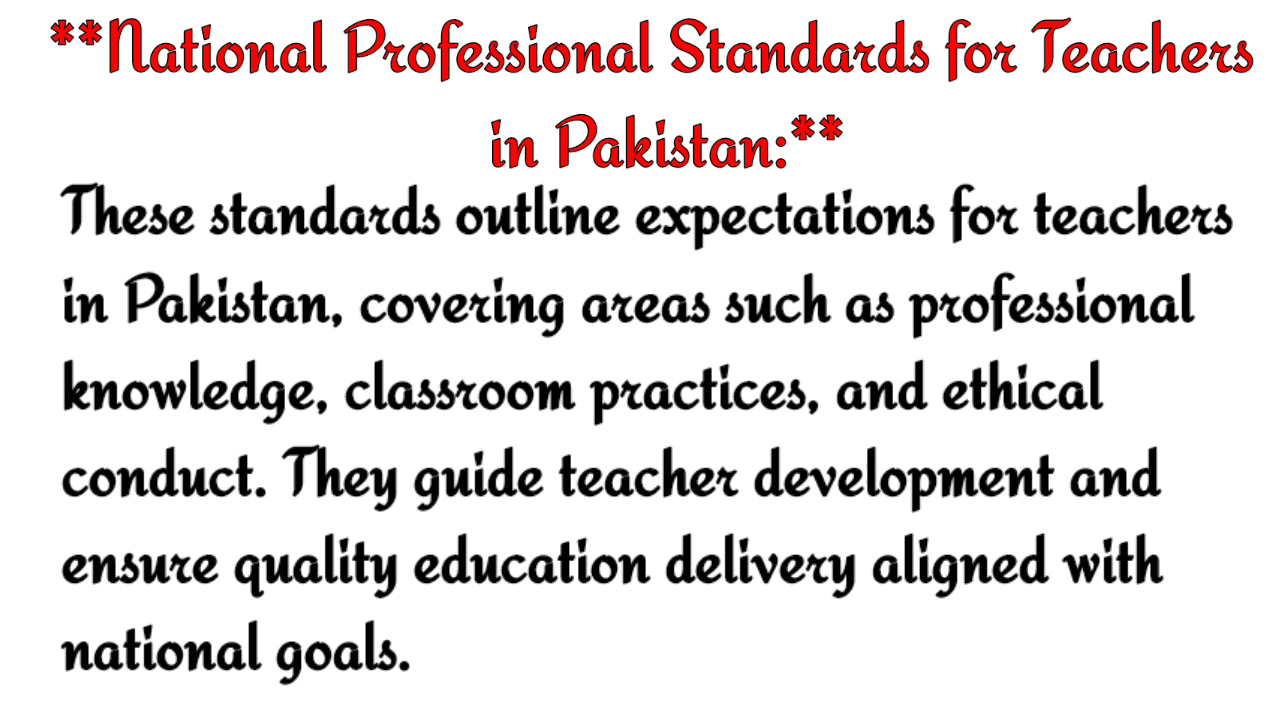 **National Professional Standards for Teachers
in Pakistan:**
These standards outline expectations for teachers
in Pakistan, covering areas such as professional
knowledge, classroom practices, and ethical
conduct. They guide teacher development and
ensure quality education delivery aligned with
national goals.